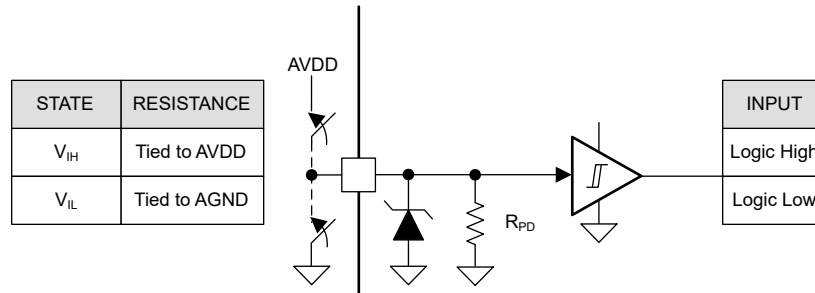 AVDD
STATE RESISTANCE
V_IH Tied to AVDD
V_IL Tied to AGND
R_PD
INPUT
Logic High
Logic Low